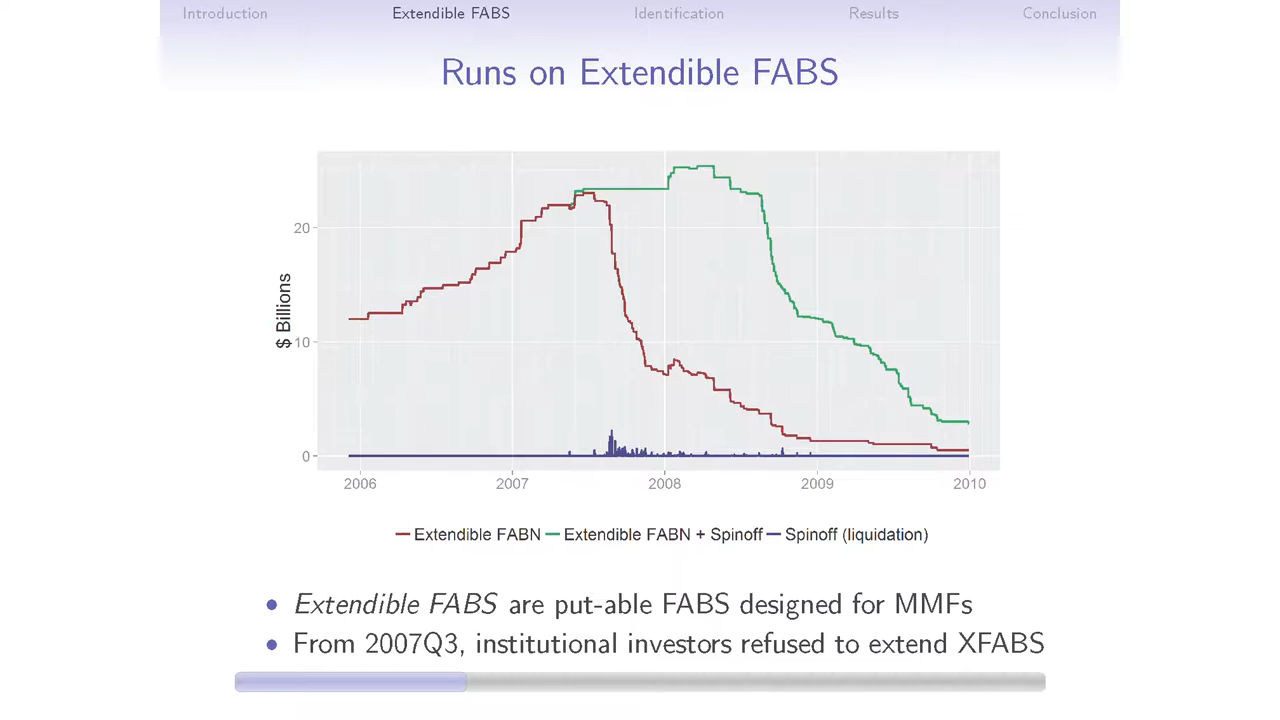 Introduction Extendible FABS Identification Results Conclusion
Runs on Extendible FABS
$ Billions
20
10
0
2006 2007 2008 2009 2010
Extendible FABN Extendible FABN + Spinoff Spinoff (liquidation)
• Extendible FABS are put-able FABS designed for MMFs
• From 2007Q3, institutional investors refused to extend XFABS